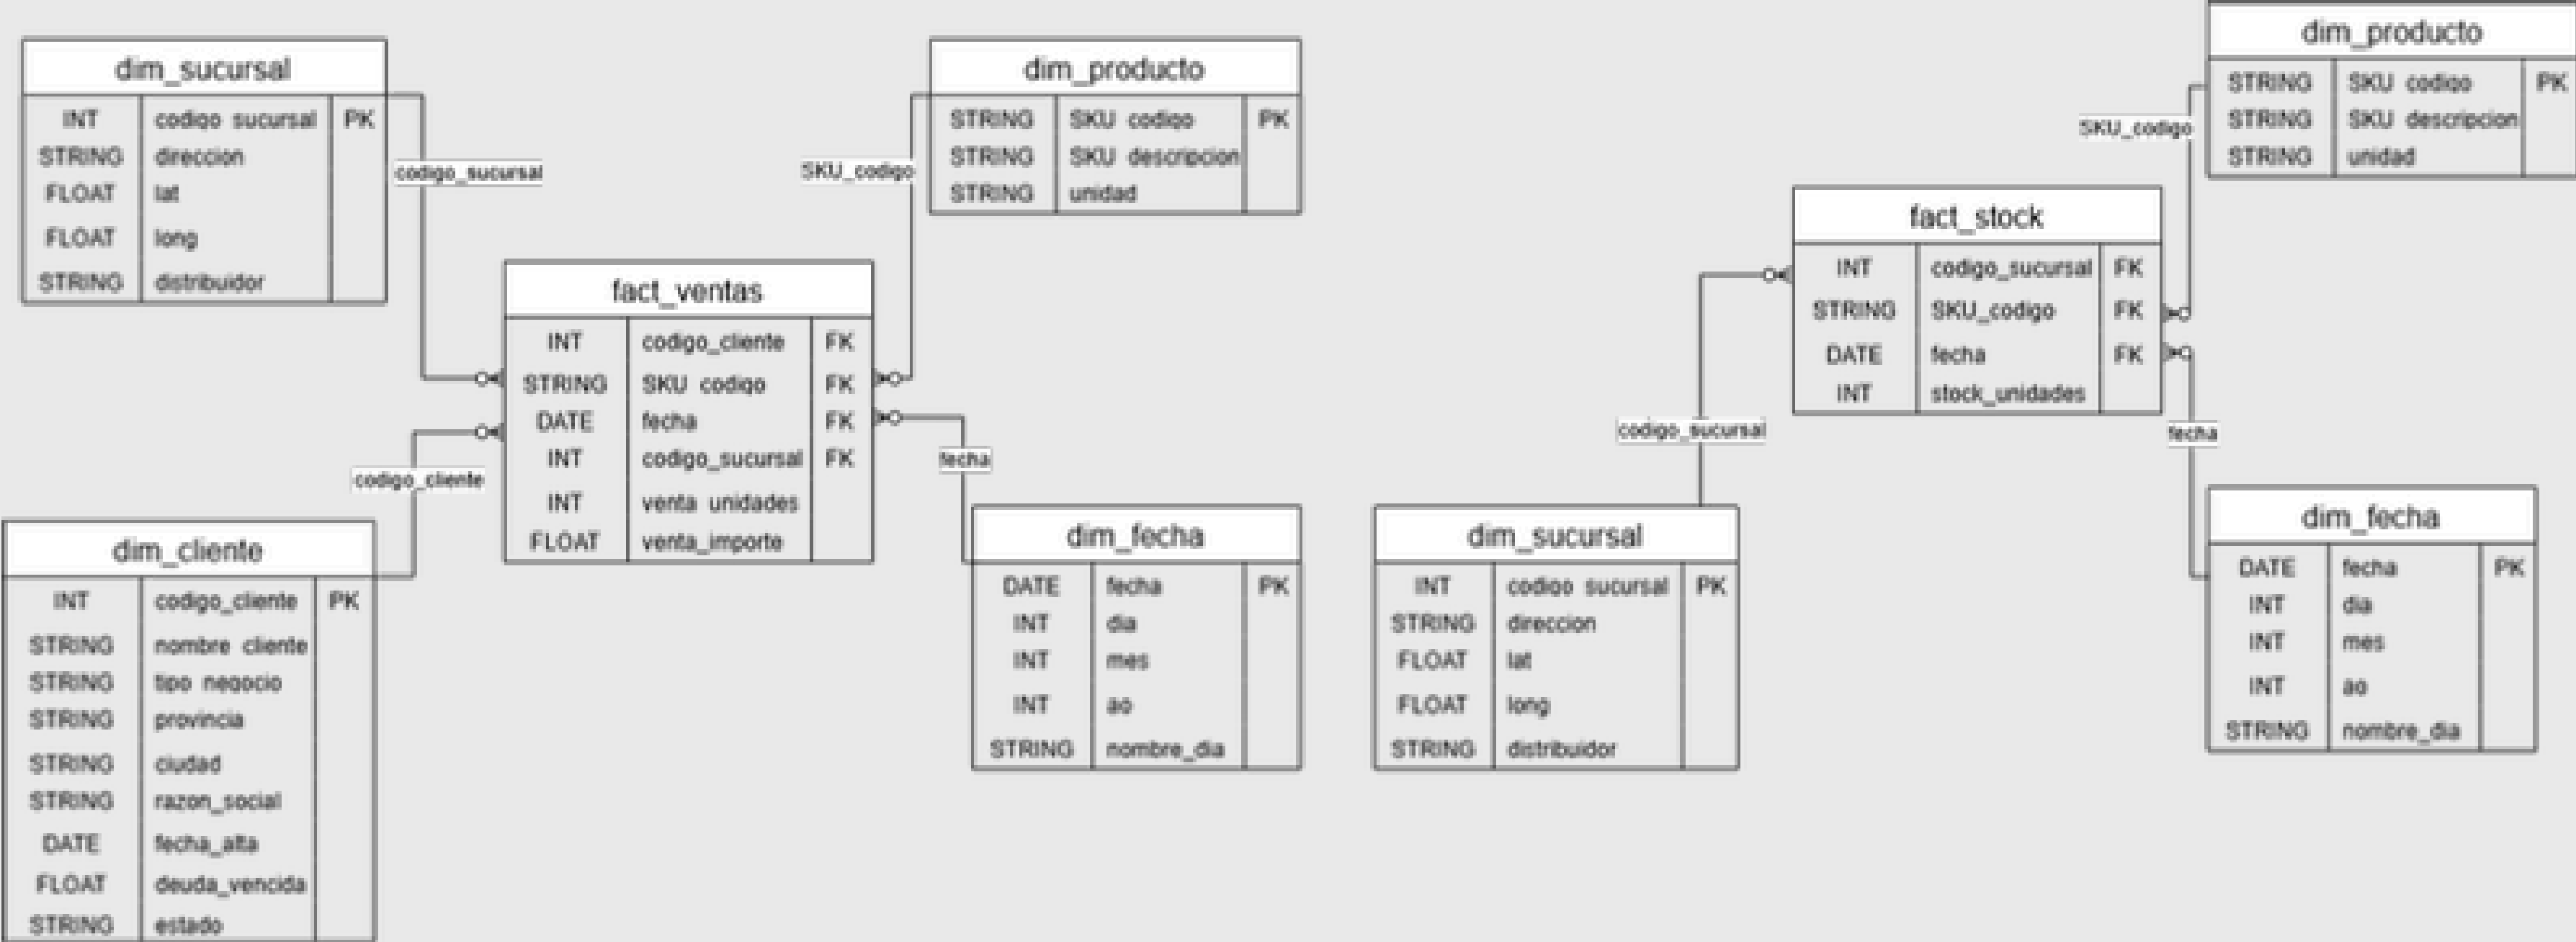 dim_sucursal
INT codigo sucursal PK
STRING direccion
FLOAT lat
FLOAT long
STRING distribuidor
codigo_sucursal
dim_producto
STRING SKU codigo PK
STRING SKU descripcion
STRING unidad
SKU_codigo
fact_ventas
INT codigo_cliente FK
STRING SKU codigo FK
DATE fecha FK
INT codigo_sucursal FK
INT venta unidades
FLOAT venta_importe
codigo_cliente
fecha
dim_cliente
INT codigo_cliente PK
STRING nombre cliente
STRING tipo negocio
STRING provincia
STRING ciudad
STRING razon_social
DATE fecha_alta
FLOAT deuda_vencida
STRING estado
dim_fecha
DATE fecha PK
INT dia
INT mes
INT ao
STRING nombre_dia
dim_producto
STRING SKU codigo PK
STRING SKU descripcion
STRING unidad
SKU_codigo
fact_stock
INT codigo_sucursal FK
STRING SKU_codigo FK
DATE fecha FK
INT stock_unidades
codigo_sucursal
fecha
dim_sucursal
INT codigo sucursal PK
STRING direccion
FLOAT lat
FLOAT long
STRING distribuidor
dim_fecha
DATE fecha PK
INT dia
INT mes
INT ao
STRING nombre_dia